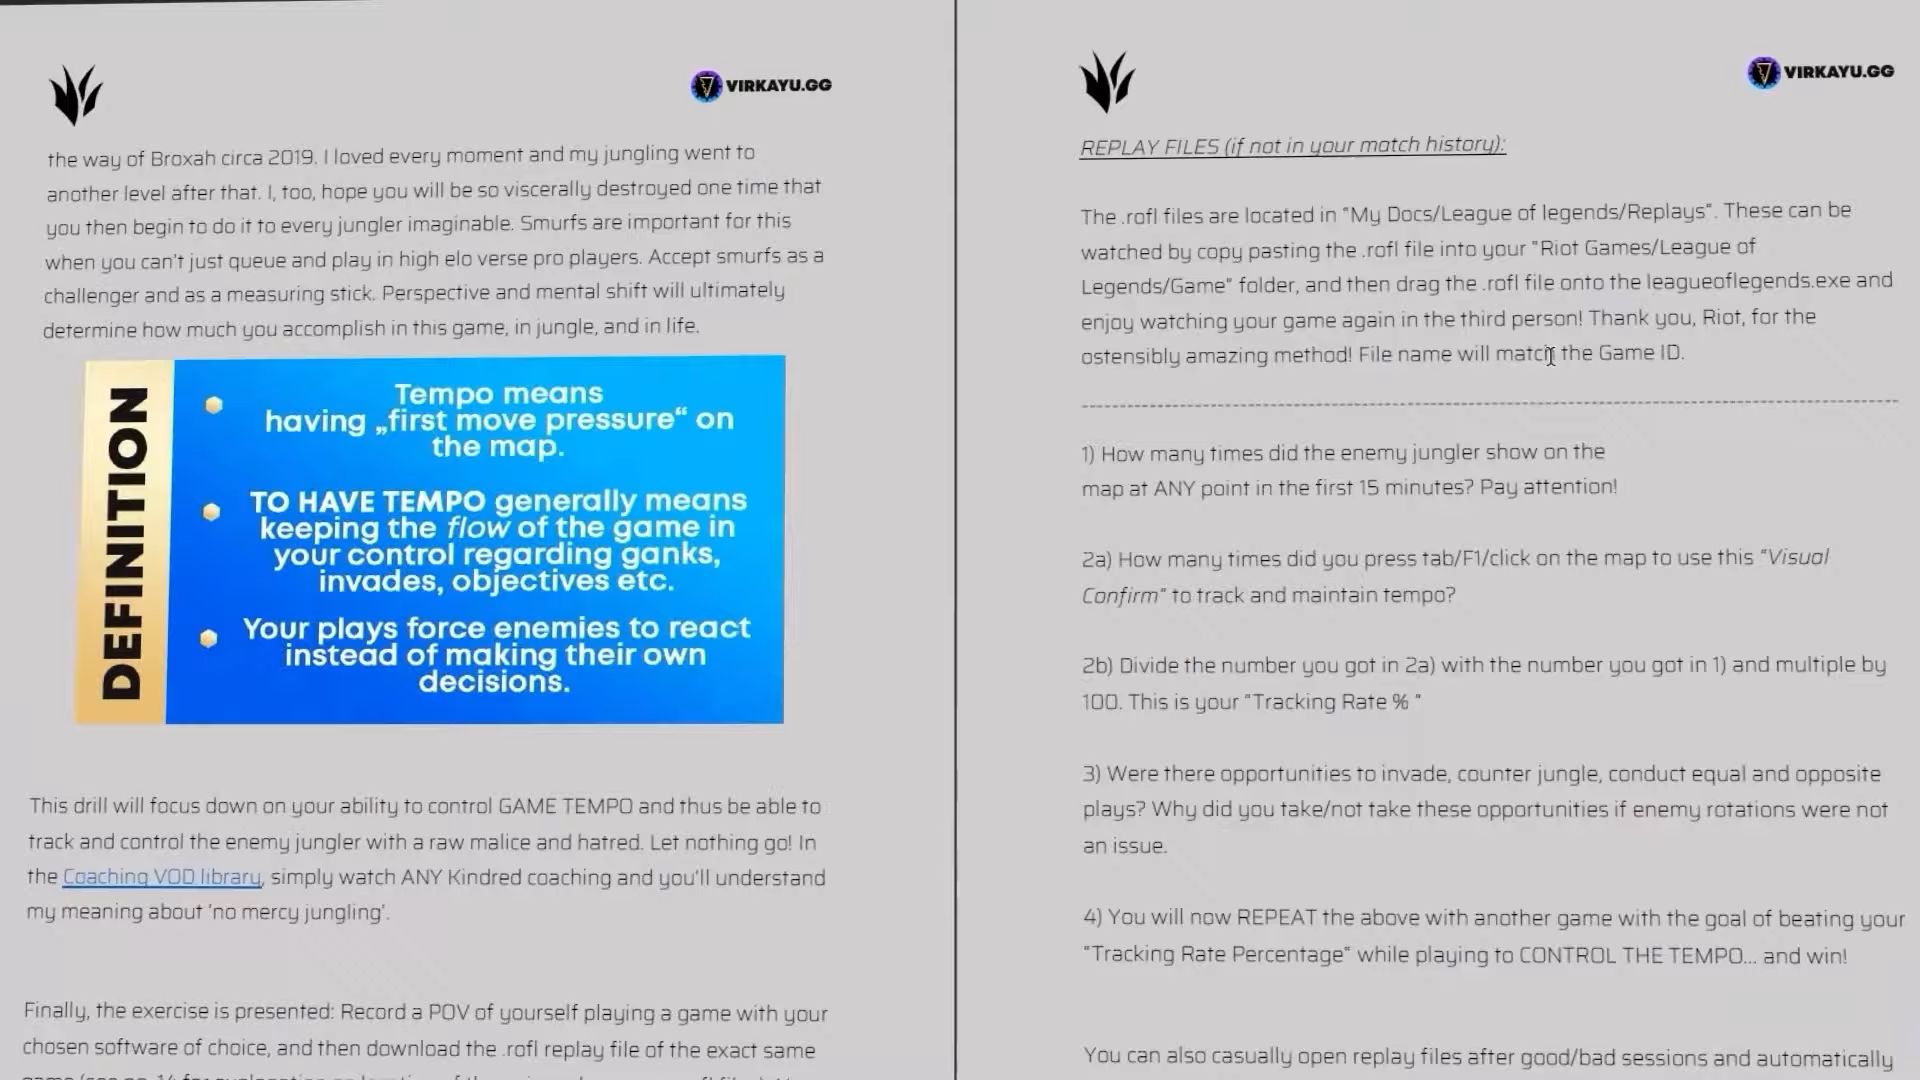 VIRKAYU.GG
the way of Broxah circa 2019. I loved every moment and my jungling went to
another level after that. I, too, hope you will be so viscerally destroyed one time that
you then begin to do it to every jungler imaginable. Smurfs are important for this
when you can't just queue and play in high elo verse pro players. Accept smurfs as a
challenger and as a measuring stick. Perspective and mental shift will ultimately
determine how much you accomplish in this game, in jungle, and in life.
DEFINITION
Tempo means
having „first move pressure“ on
the map.
TO HAVE TEMPO generally means
keeping the flow of the game in
your control regarding ganks,
invades, objectives etc.
Your plays force enemies to react
instead of making their own
decisions.
This drill will focus down on your ability to control GAME TEMPO and thus be able to
track and control the enemy jungler with a raw malice and hatred. Let nothing go! In
the Coaching VOD library, simply watch ANY Kindred coaching and you'll understand
my meaning about 'no mercy jungling'.
Finally, the exercise is presented: Record a POV of yourself playing a game with your
chosen software of choice, and then download the .rofl replay file of the exact same
VIRKAYU.GG
REPLAY FILES (if not in your match history):
The .rofl files are located in "My Docs/League of legends/Replays". These can be
watched by copy pasting the .rofl file into your "Riot Games/League of
Legends/Game" folder, and then drag the .rofl file onto the leagueoflegends.exe and
enjoy watching your game again in the third person! Thank you, Riot, for the
ostensibly amazing method! File name will match the Game ID.
1) How many times did the enemy jungler show on the
map at ANY point in the first 15 minutes? Pay attention!
2a) How many times did you press tab/F1/click on the map to use this "Visual
Confirm" to track and maintain tempo?
2b) Divide the number you got in 2a) with the number you got in 1) and multiple by
100. This is your "Tracking Rate % "
3) Were there opportunities to invade, counter jungle, conduct equal and opposite
plays? Why did you take/not take these opportunities if enemy rotations were not
an issue.
4) You will now REPEAT the above with another game with the goal of beating your
"Tracking Rate Percentage" while playing to CONTROL THE TEMPO... and win!
You can also casually open replay files after good/bad sessions and automatically